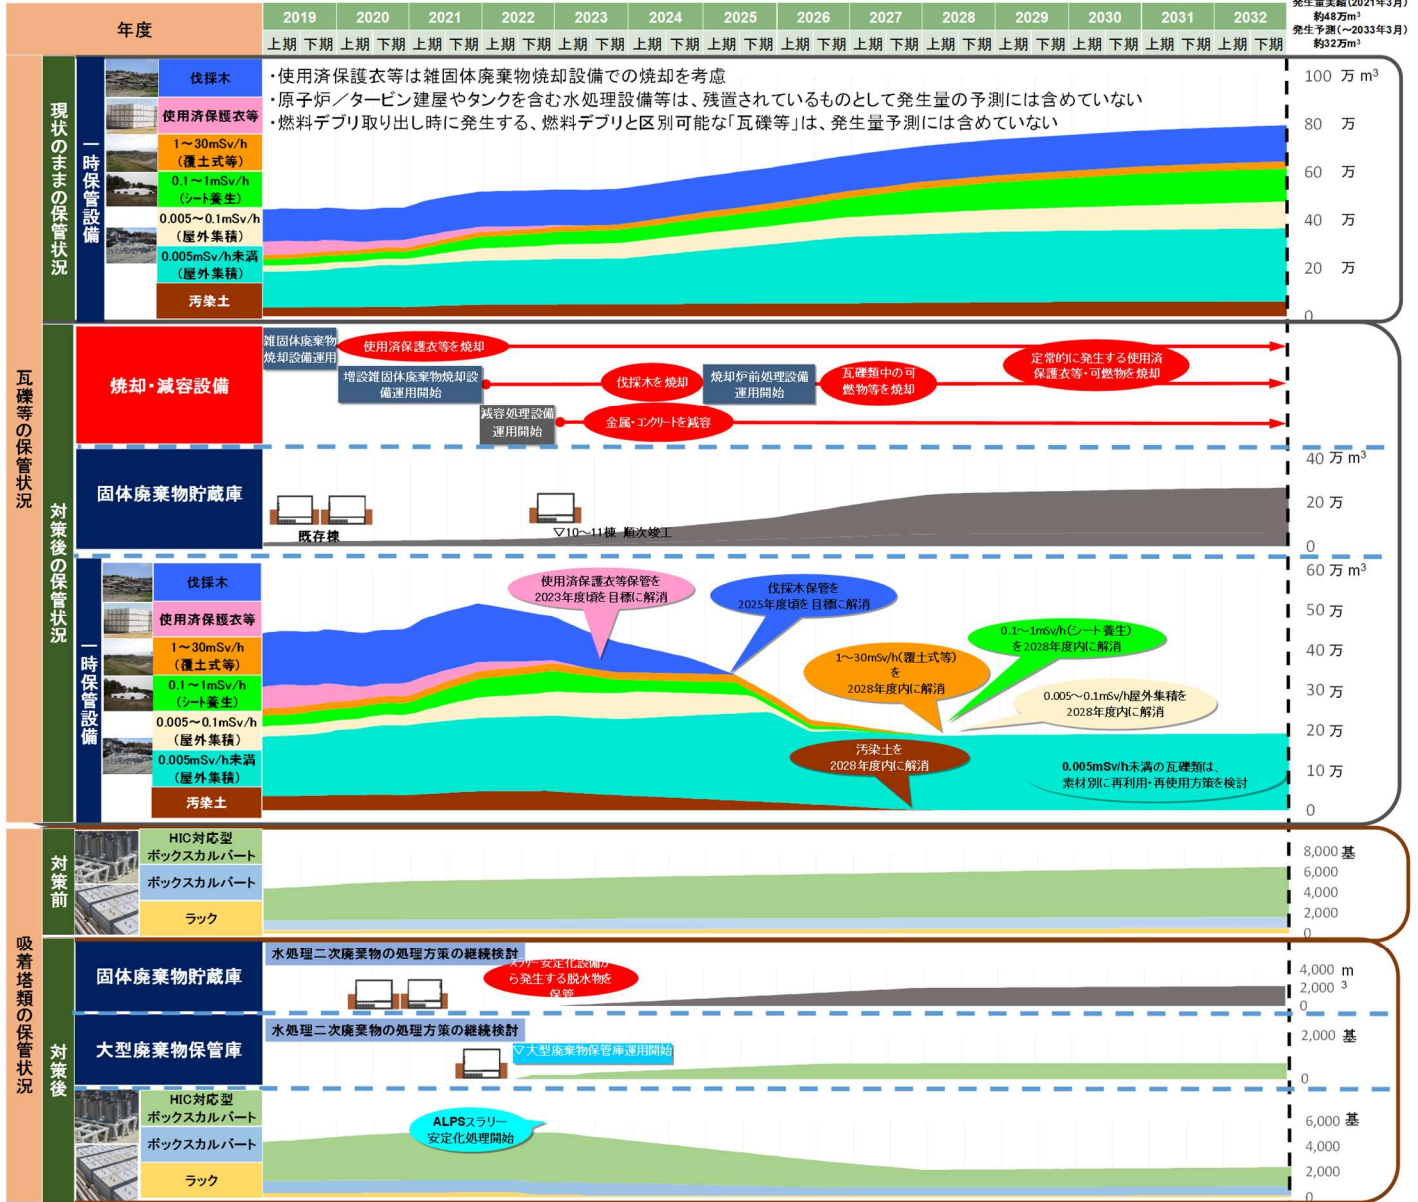 年度
2019 2020 2021 2022 2023 2024 2025 2026 2027 2028 2029 2030 2031 2032
上期 下期 上期 下期 上期 下期 上期 下期 上期 下期 上期 下期 上期 下期 上期 下期 上期 下期 上期 下期 上期 下期 上期 下期 上期 下期 上期 下期
発生量実績(2021年3月)
約48万m³
発生予測(～2033年3月)
約32万m³
瓦礫等の保管状況
現状のままの保管状況
一時保管設備
伐採木
使用済保護衣等
1～30mSv/h
(覆土式等)
0.1～1mSv/h
(シート養生)
0.005～0.1mSv/h
(屋外集積)
0.005mSv/h未満
(屋外集積)
汚染土
・使用済保護衣等は雑固体廃棄物焼却設備での焼却を考慮
・原子炉／タービン建屋やタンクを含む水処理設備等は、残置されているものとして発生量の予測には含めていない
・燃料デブリ取り出し時に発生する、燃料デブリと区別可能な「瓦礫等」は、発生量予測には含めていない
100 万 m³
80 万
60 万
40 万
20 万
0
対策後の保管状況
焼却・減容設備
雑固体廃棄物
焼却設備運用
使用済保護衣等を焼却
増設雑固体廃棄物焼却設
備運用開始
伐採木を焼却
焼却炉前処理設備
運用開始
瓦礫類中の可
燃物等を焼却
定常的に発生する使用済
保護衣等・可燃物を焼却
減容処理設備
運用開始
金属・コンクリートを減容
固体廃棄物貯蔵庫
既存棟
▽10～11棟 順次竣工
40 万 m³
20 万
0
一時保管設備
伐採木
使用済保護衣等
1～30mSv/h
(覆土式等)
0.1～1mSv/h
(シート養生)
0.005～0.1mSv/h
(屋外集積)
0.005mSv/h未満
(屋外集積)
汚染土
使用済保護衣等保管を
2023年度頃を目標に解消
伐採木保管を
2025年度頃を目標に解消
1～30mSv/h(覆土式等)
を
2028年度内に解消
0.1～1mSv/h(シート養生)
を2028年度内に解消
0.005～0.1mSv/h屋外集積を
2028年度内に解消
汚染土を
2028年度内に解消
0.005mSv/h未満の瓦礫類は、
素材別に再利用・再使用方策を検討
60 万 m³
50 万
40 万
30 万
20 万
10 万
0
吸着塔類の保管状況
対策前
HIC対応型
ボックスカルバート
ボックスカルバート
ラック
8,000 基
6,000
4,000
2,000
0
対策後
固体廃棄物貯蔵庫
水処理二次廃棄物の処理方策の継続検討
スラリー安定化設備か
ら発生する脱水物を
保管
4,000 m
3
2,000
0
大型廃棄物保管庫
水処理二次廃棄物の処理方策の継続検討
▽大型廃棄物保管庫運用開始
2,000 基
0
HIC対応型
ボックスカルバート
ボックスカルバート
ラック
ALPSスラリー
安定化処理開始
6,000 基
4,000
2,000
0